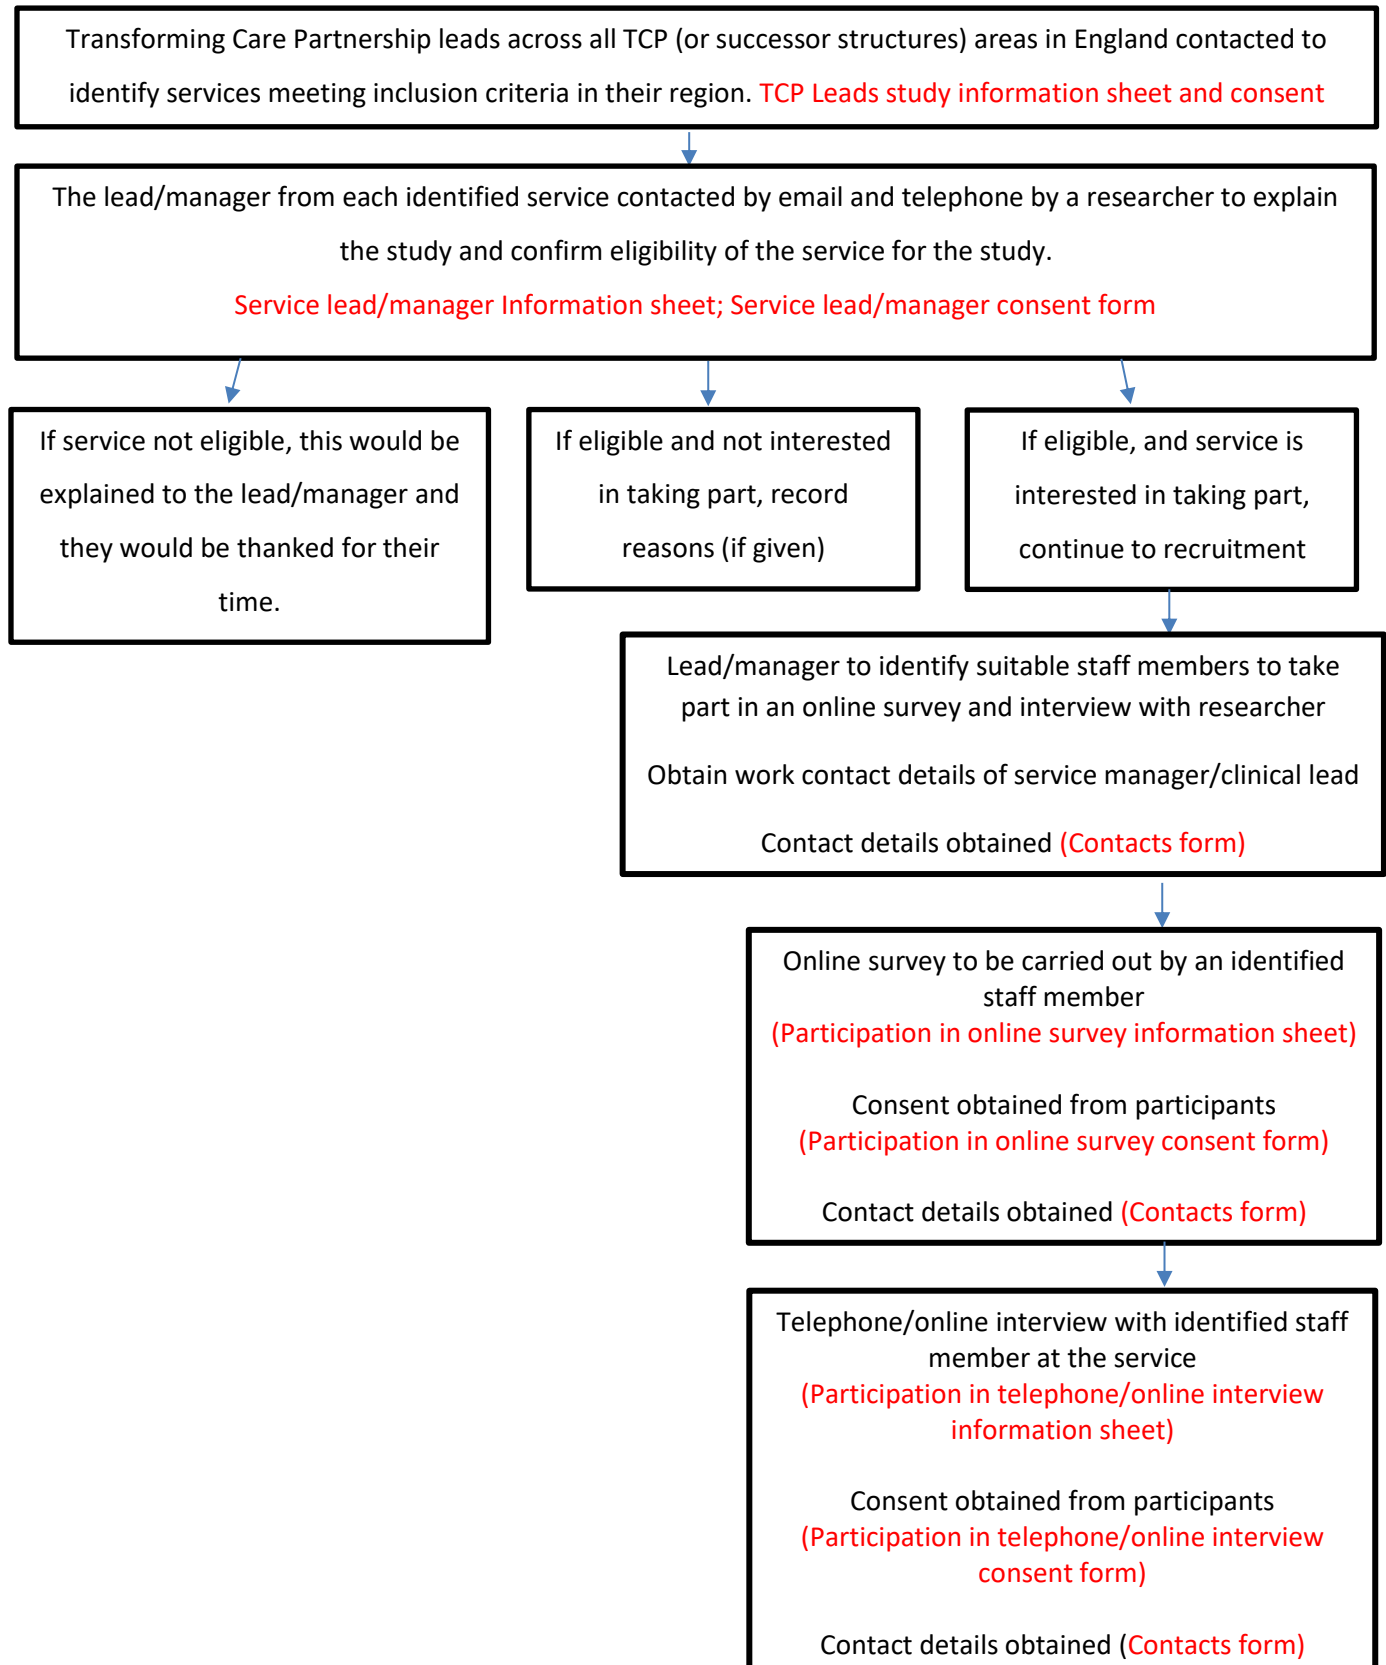 Transforming Care Partnership leads across all TCP (or successor structures) areas in England contacted to
identify services meeting inclusion criteria in their region. TCP Leads study information sheet and consent
The lead/manager from each identified service contacted by email and telephone by a researcher to explain
the study and confirm eligibility of the service for the study.
Service lead/manager Information sheet; Service lead/manager consent form
If service not eligible, this would be
explained to the lead/manager and
they would be thanked for their
time.
If eligible and not interested
in taking part, record
reasons (if given)
If eligible, and service is
interested in taking part,
continue to recruitment
Lead/manager to identify suitable staff members to take
part in an online survey and interview with researcher
Obtain work contact details of service manager/clinical lead
Contact details obtained (Contacts form)
Online survey to be carried out by an identified
staff member
(Participation in online survey information sheet)
Consent obtained from participants
(Participation in online survey consent form)
Contact details obtained (Contacts form)
Telephone/online interview with identified staff
member at the service
(Participation in telephone/online interview
information sheet)
Consent obtained from participants
(Participation in telephone/online interview
consent form)
Contact details obtained (Contacts form)